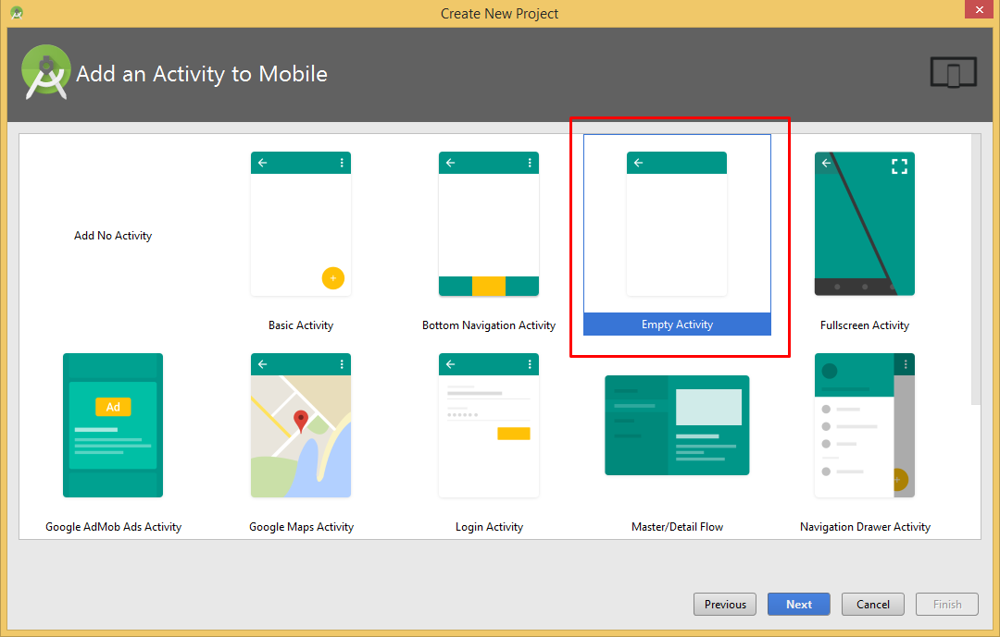 Create New Project
Add an Activity to Mobile
Add No Activity
Basic Activity
Bottom Navigation Activity
Empty Activity
Fullscreen Activity
Ad
Google AdMob Ads Activity
Google Maps Activity
Login Activity
Master/Detail Flow
Navigation Drawer Activity
Previous
Next
Cancel
Finish